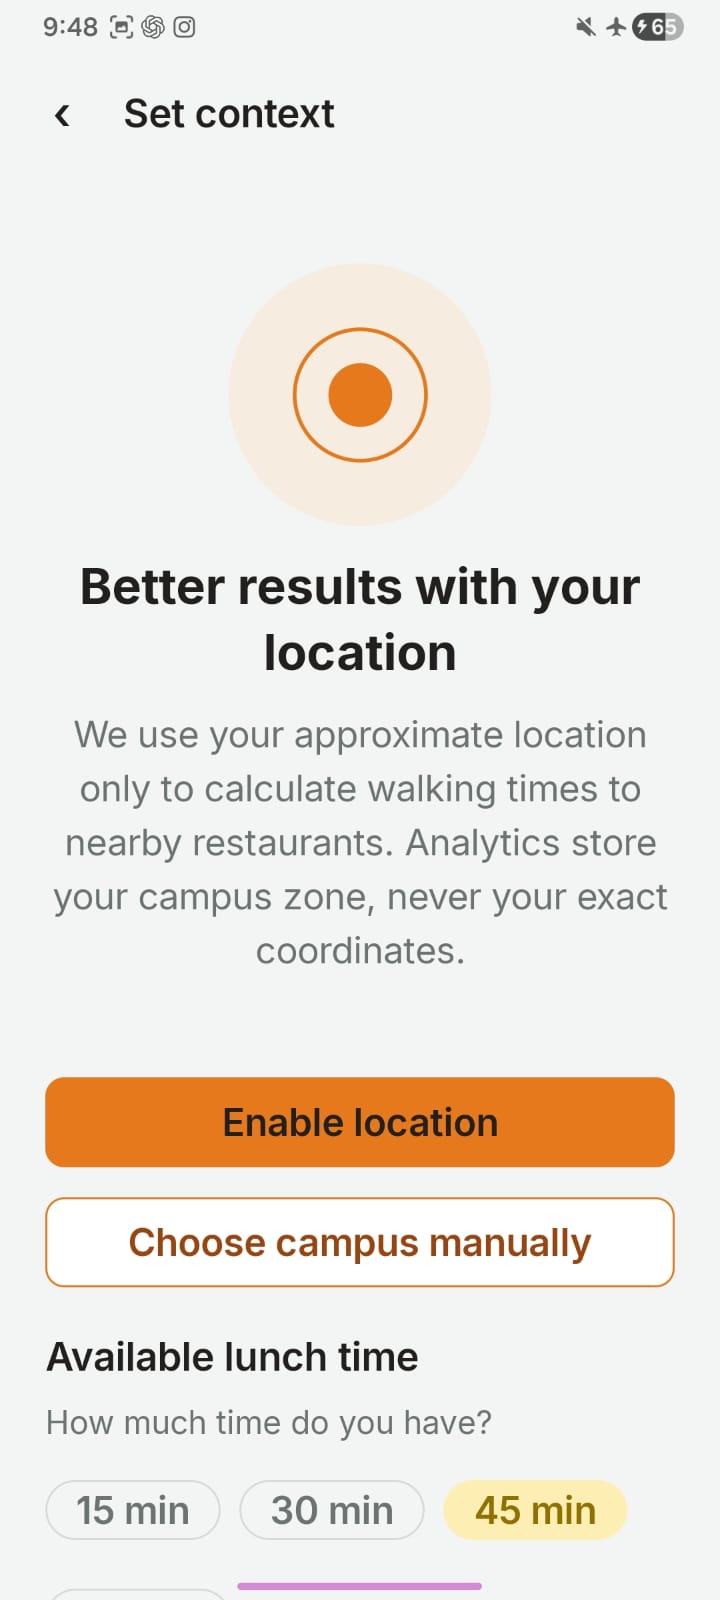 9:48
65
Set context
Better results with your
location
We use your approximate location
only to calculate walking times to
nearby restaurants. Analytics store
your campus zone, never your exact
coordinates.
Enable location
Choose campus manually
Available lunch time
How much time do you have?
15 min 30 min 45 min